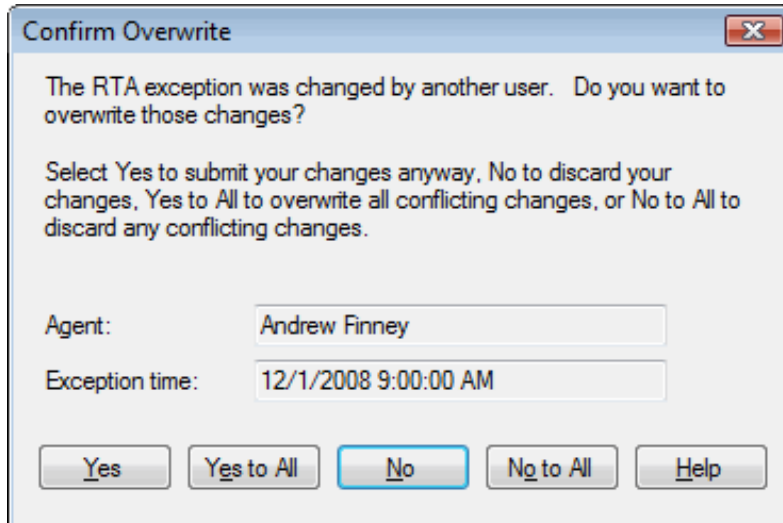 Confirm Overwrite
The RTA exception was changed by another user. Do you want to
overwrite those changes?
Select Yes to submit your changes anyway, No to discard your
changes, Yes to All to overwrite all conflicting changes, or No to All to
discard any conflicting changes.
Agent: Andrew Finney
Exception time: 12/1/2008 9:00:00 AM
Yes Yes to All No No to All Help